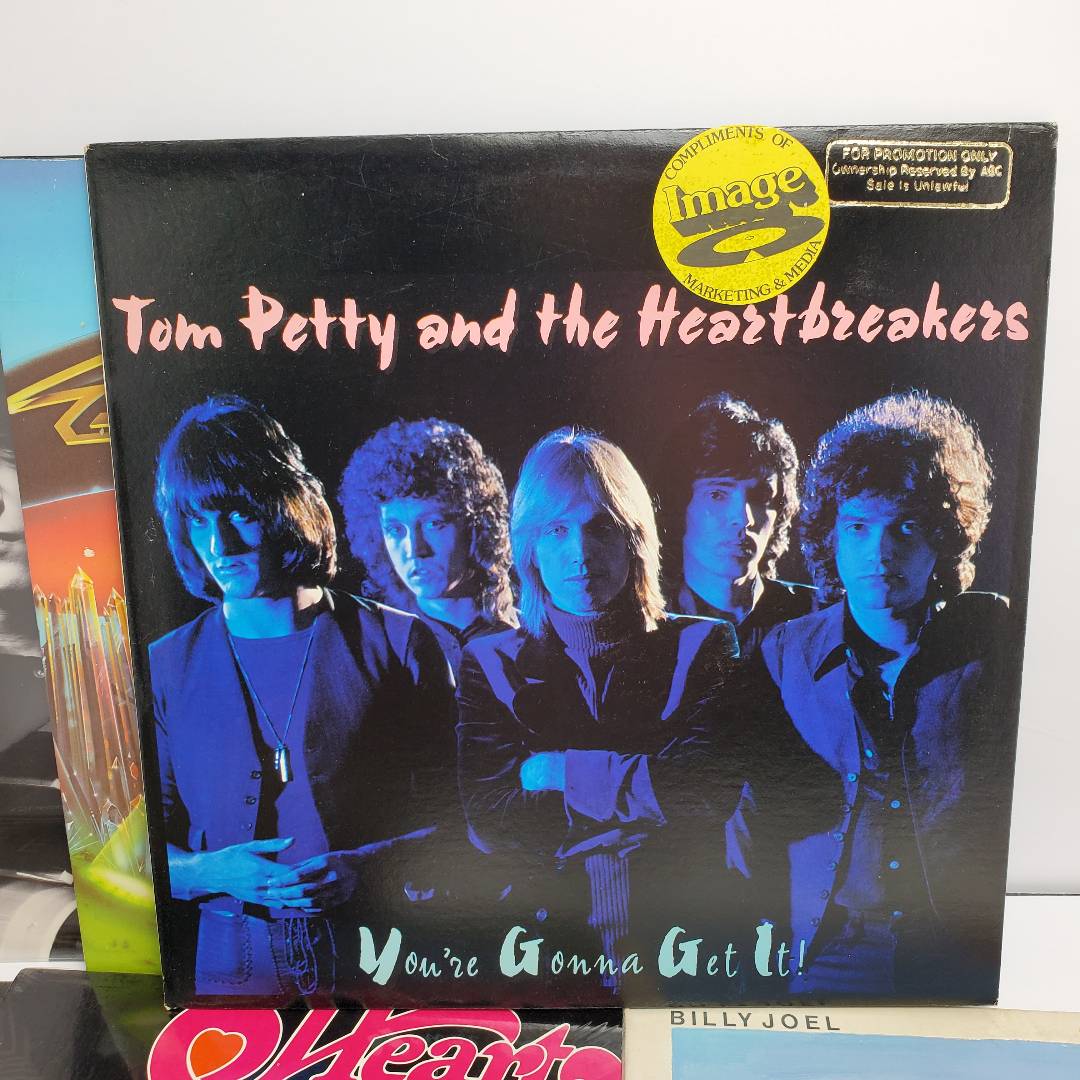 COMPLIMENTS OF
Image
MARKETING & MEDIA
FOR PROMOTION ONLY
Ownership Reserved By ABC
Sale is Unlawful
Tom Petty and the Heartbreakers
You're Gonna Get It!
Heart
BILLY JOEL